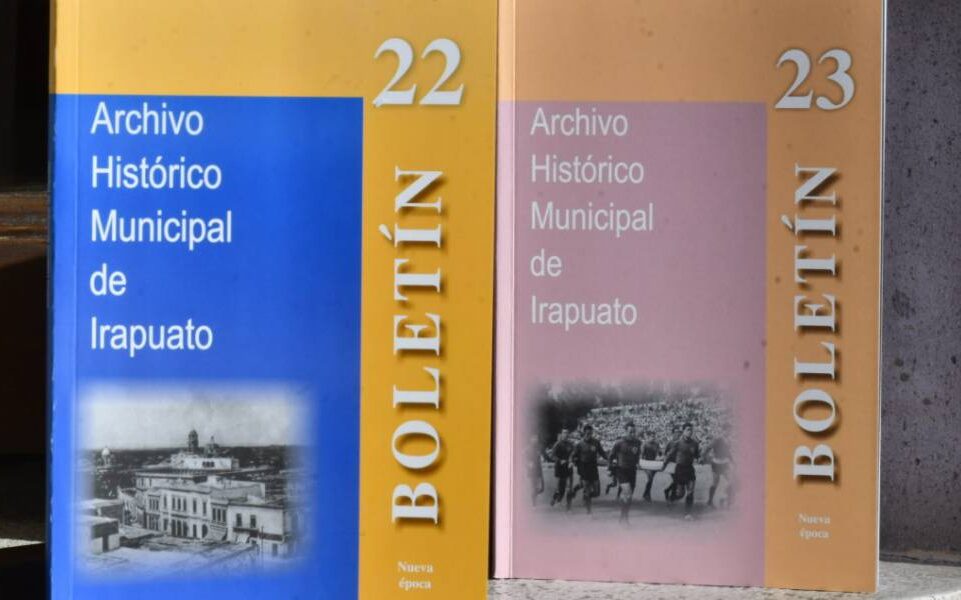 22
Archivo
Histórico
Municipal
de
Irapuato
BOLETÍN
Nueva
época
23
Archivo
Histórico
Municipal
de
Irapuato
BOLETÍN
Nueva
época